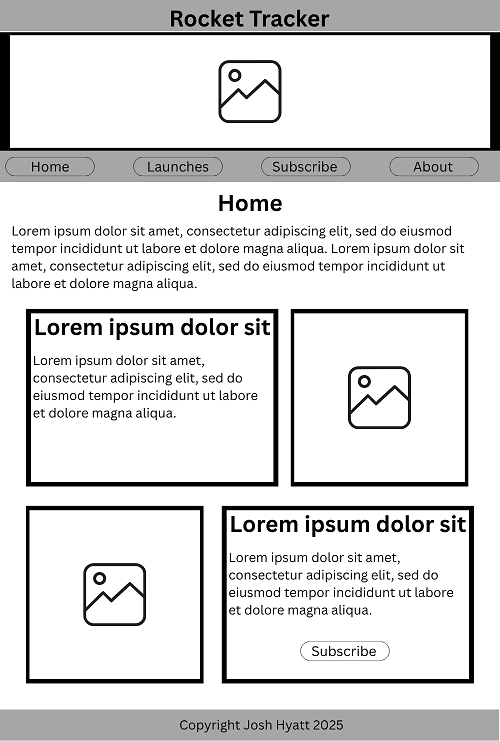 Rocket Tracker
Home
Launches
Subscribe
About
Home
Lorem ipsum dolor sit amet, consectetur adipiscing elit, sed do eiusmod
tempor incididunt ut labore et dolore magna aliqua. Lorem ipsum dolor sit
amet, consectetur adipiscing elit, sed do eiusmod tempor incididunt ut
labore et dolore magna aliqua.
Lorem ipsum dolor sit
Lorem ipsum dolor sit amet,
consectetur adipiscing elit, sed do
eiusmod tempor incididunt ut labore
et dolore magna aliqua.
Lorem ipsum dolor sit
Lorem ipsum dolor sit amet,
consectetur adipiscing elit, sed do
eiusmod tempor incididunt ut labore
et dolore magna aliqua.
Subscribe
Copyright Josh Hyatt 2025